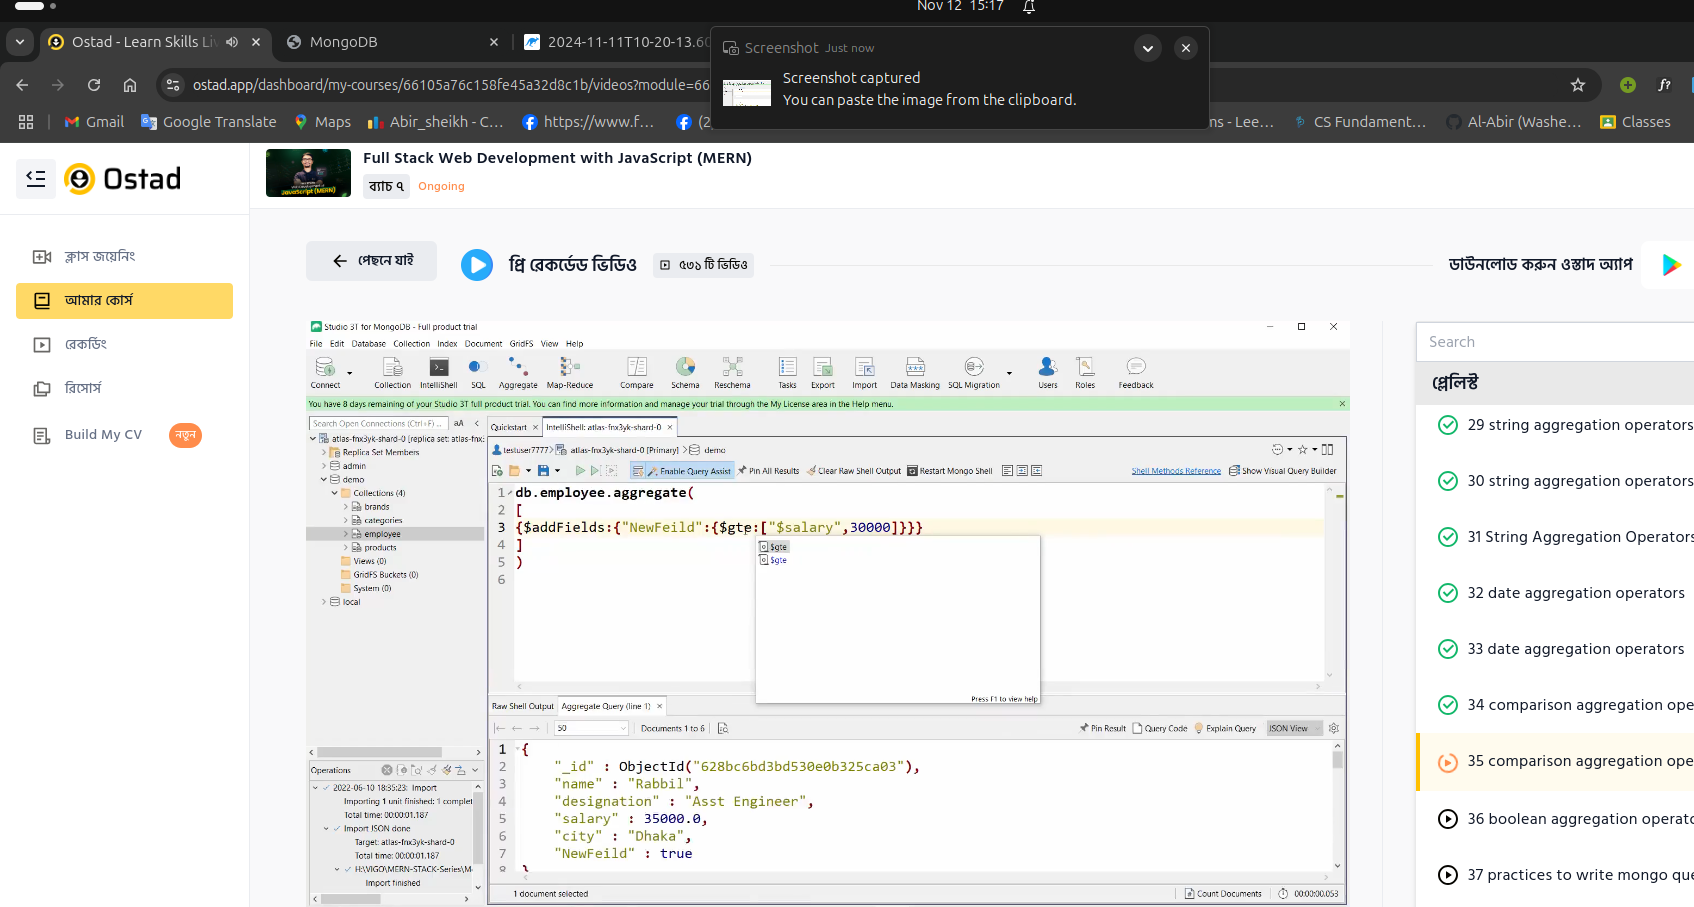 Nov 12 15:17
Ostad - Learn Skills Liv
MongoDB
2024-11-11T10-20-13.60
Screenshot Just now
Screenshot captured
You can paste the image from the clipboard.
ostad.app/dashboard/my-courses/66105a76c158fe45a32d8c1b/videos?module=66
f?
Gmail
Google Translate
Maps
Abir_sheikh - C...
https://www.f...
(2
ns - Lee...
CS Fundament...
Al-Abir (Washe...
Classes
Ostad
Full Stack Web Development with JavaScript (MERN)
ব্যাচ ৭ Ongoing
ক্লাস জয়েনিং
আমার কোর্স
রেকর্ডিং
রিসোর্স
Build My CV নতুন
পেছনে যাই
প্রি রেকর্ডেড ভিডিও
৫৩১ টি ভিডিও
ডাউনলোড করুন ওস্তাদ অ্যাপ
Studio 3T for MongoDB - Full product trial
File Edit Database Collection Index Document GridFS View Help
Connect Collection IntelliShell SQL Aggregate Map-Reduce Compare Schema Reschema Tasks Export Import Data Masking SQL Migration Users Roles Feedback
You have 8 days remaining of your Studio 3T full product trial. You can find more information and manage your trial through the My License area in the Help menu.
Search Open Connections (Ctrl+F) ... aA
Quickstart IntelliShell: atlas-fnx3yk-shard-0
atlas-fnx3yk-shard-0 [replica set: atlas-fnx:
Replica Set Members
admin
demo
Collections (4)
brands
categories
employee
products
Views (0)
GridFS Buckets (0)
System (0)
local
testuser7777 > atlas-fnx3yk-shard-0 [Primary] > demo
Enable Query Assist Pin All Results Clear Raw Shell Output Restart Mongo Shell Shell Methods Reference Show Visual Query Builder
1 db.employee.aggregate(
2 [
3 {$addFields:{"NewFeild":{$gte:["$salary",30000]}}}
4 ]
5 )
6
$gte
$gte
Press F1 to view help
Raw Shell Output Aggregate Query (line 1)
50 Documents 1 to 6 Pin Result Query Code Explain Query JSON View
1 {
2 "_id" : ObjectId("628bc6bd3bd530e0b325ca03"),
3 "name" : "Rabbil",
4 "designation" : "Asst Engineer",
5 "salary" : 35000.0,
6 "city" : "Dhaka",
7 "NewFeild" : true
8 }
1 document selected Count Documents 00:00:00.053
Operations
2022-06-10 18:35:23: Import
Importing 1 unit finished: 1 complet
Total time: 00:00:01.187
Import JSON done
Target: atlas-fnx3yk-shard-0
Total time: 00:00:01.187
H:\VIGO\MERN-STACK-Series\M
Import finished
Search
প্লেলিস্ট
29 string aggregation operators
30 string aggregation operators
31 String Aggregation Operators
32 date aggregation operators
33 date aggregation operators
34 comparison aggregation ope
35 comparison aggregation ope
36 boolean aggregation operato
37 practices to write mongo que